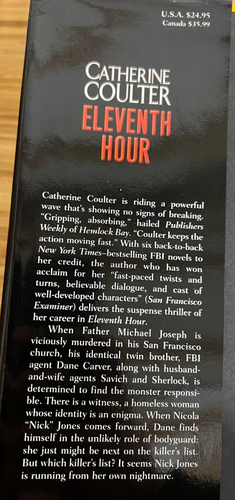 U.S.A. $24.95
Canada $35.99
CATHERINE
COULTER
ELEVENTH
HOUR
Catherine Coulter is riding a powerful
wave that's showing no signs of breaking.
"Gripping, absorbing," hailed Publishers
Weekly of Hemlock Bay. "Coulter keeps the
action moving fast." With six back-to-back
New York Times–bestselling FBI novels to
her credit, the author who has won
acclaim for her "fast-paced twists and
turns, believable dialogue, and cast of
well-developed characters" (San Francisco
Examiner) delivers the suspense thriller of
her career in Eleventh Hour.
When Father Michael Joseph is
viciously murdered in his San Francisco
church, his identical twin brother, FBI
agent Dane Carver, along with husband-
and-wife agents Savich and Sherlock, is
determined to find the monster responsi-
ble. There is a witness, a homeless woman
whose identity is an enigma. When Nicola
"Nick" Jones comes forward, Dane finds
himself in the unlikely role of bodyguard:
she just might be next on the killer's list.
But which killer's list? It seems Nick Jones
is running from her own nightmare.